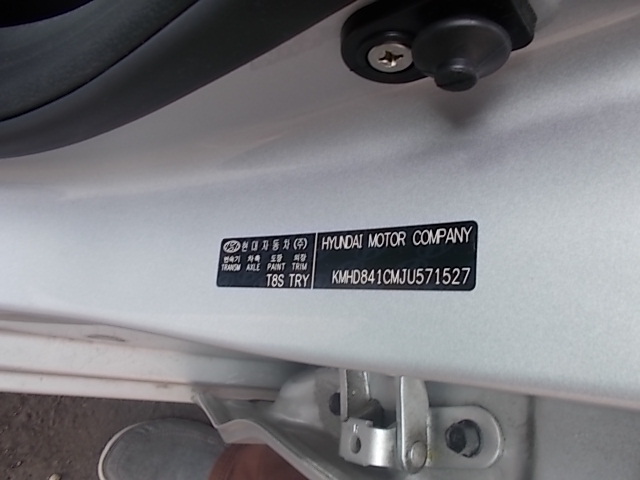 현대자동차(주)
변속기 차축 도장 의장
TRANSM AXLE PAINT TRIM
T8S TRY
HYUNDAI MOTOR COMPANY
KMHD841CMJU571527